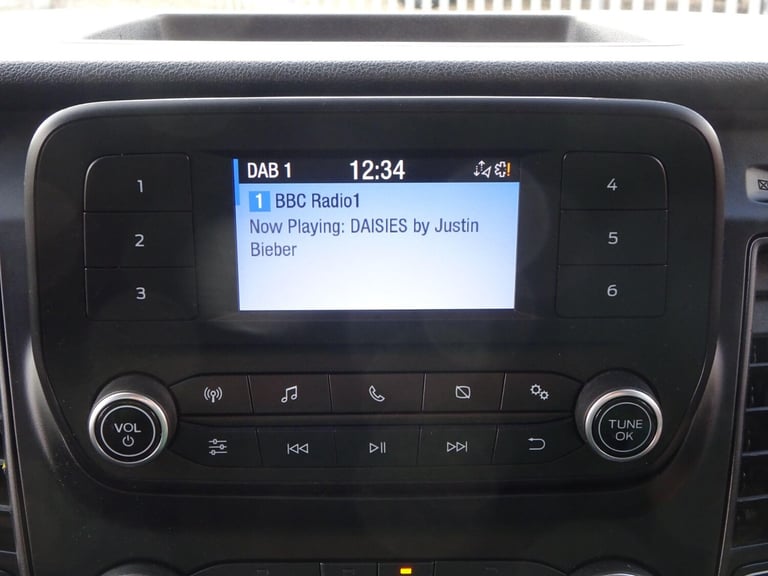 DAB 1 12:34
1 BBC Radio1
Now Playing: DAISIES by Justin
Bieber
1
2
3
4
5
6
VOL
TUNE
OK